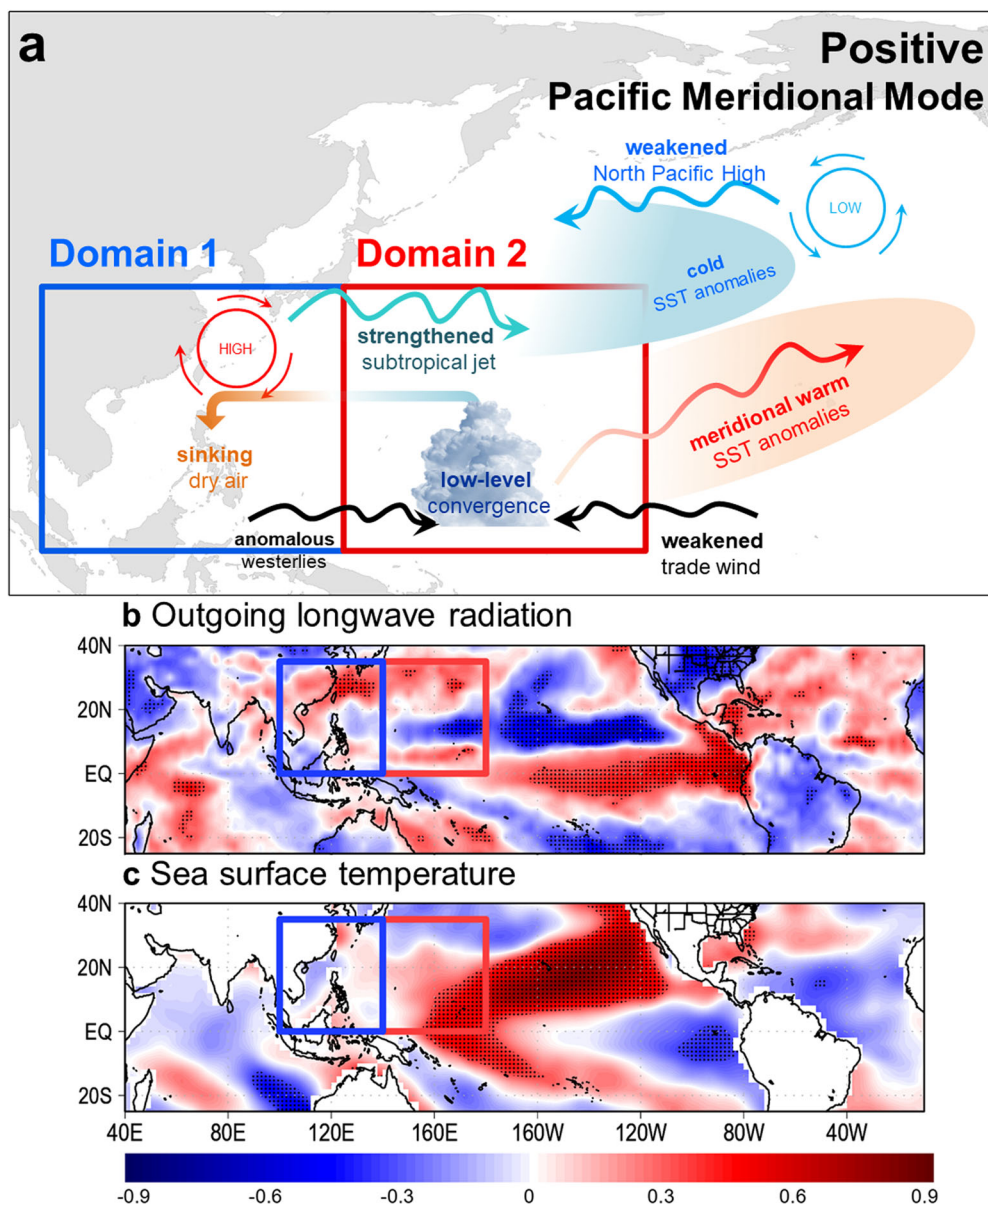 a
Positive
Pacific Meridional Mode
weakened
North Pacific High
LOW
Domain 1
Domain 2
cold
SST anomalies
HIGH
strengthened
subtropical jet
meridional warm
SST anomalies
sinking
dry air
low-level
convergence
anomalous
westerlies
weakened
trade wind
b Outgoing longwave radiation
40N
20N
EQ
20S
c Sea surface temperature
40N
20N
EQ
20S
40E 80E 120E 160E 160W 120W 80W 40W
-0.9 -0.6 -0.3 0 0.3 0.6 0.9